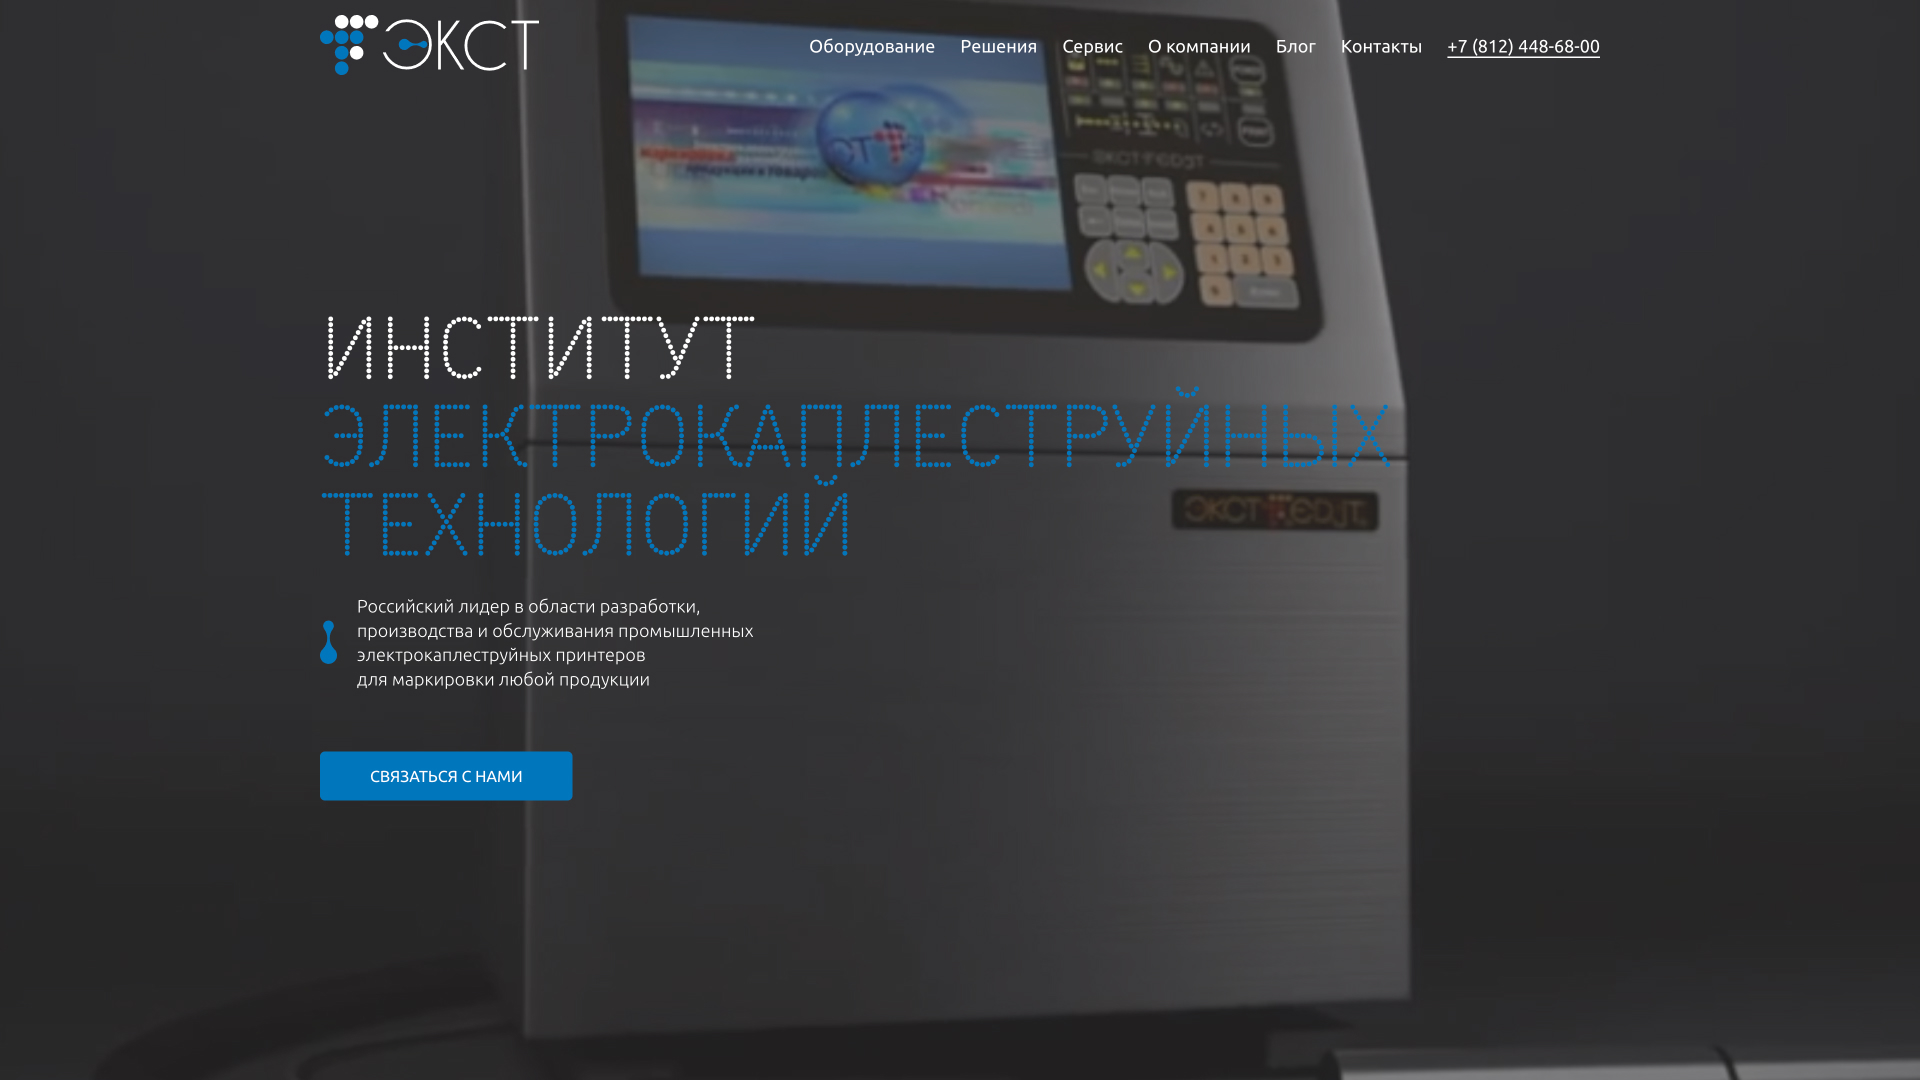 ЭКСТ
Оборудование Решения Сервис О компании Блог Контакты +7 (812) 448-68-00
ИНСТИТУТ
ЭЛЕКТРОКАПЛЕСТРУЙНЫХ
ТЕХНОЛОГИЙ
Российский лидер в области разработки,
производства и обслуживания промышленных
электрокаплеструйных принтеров
для маркировки любой продукции
СВЯЗАТЬСЯ С НАМИ